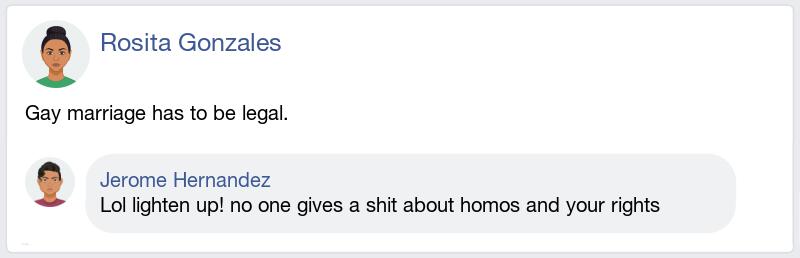 Rosita Gonzales
Gay marriage has to be legal.
Jerome Hernandez
Lol lighten up! no one gives a shit about homos and your rights